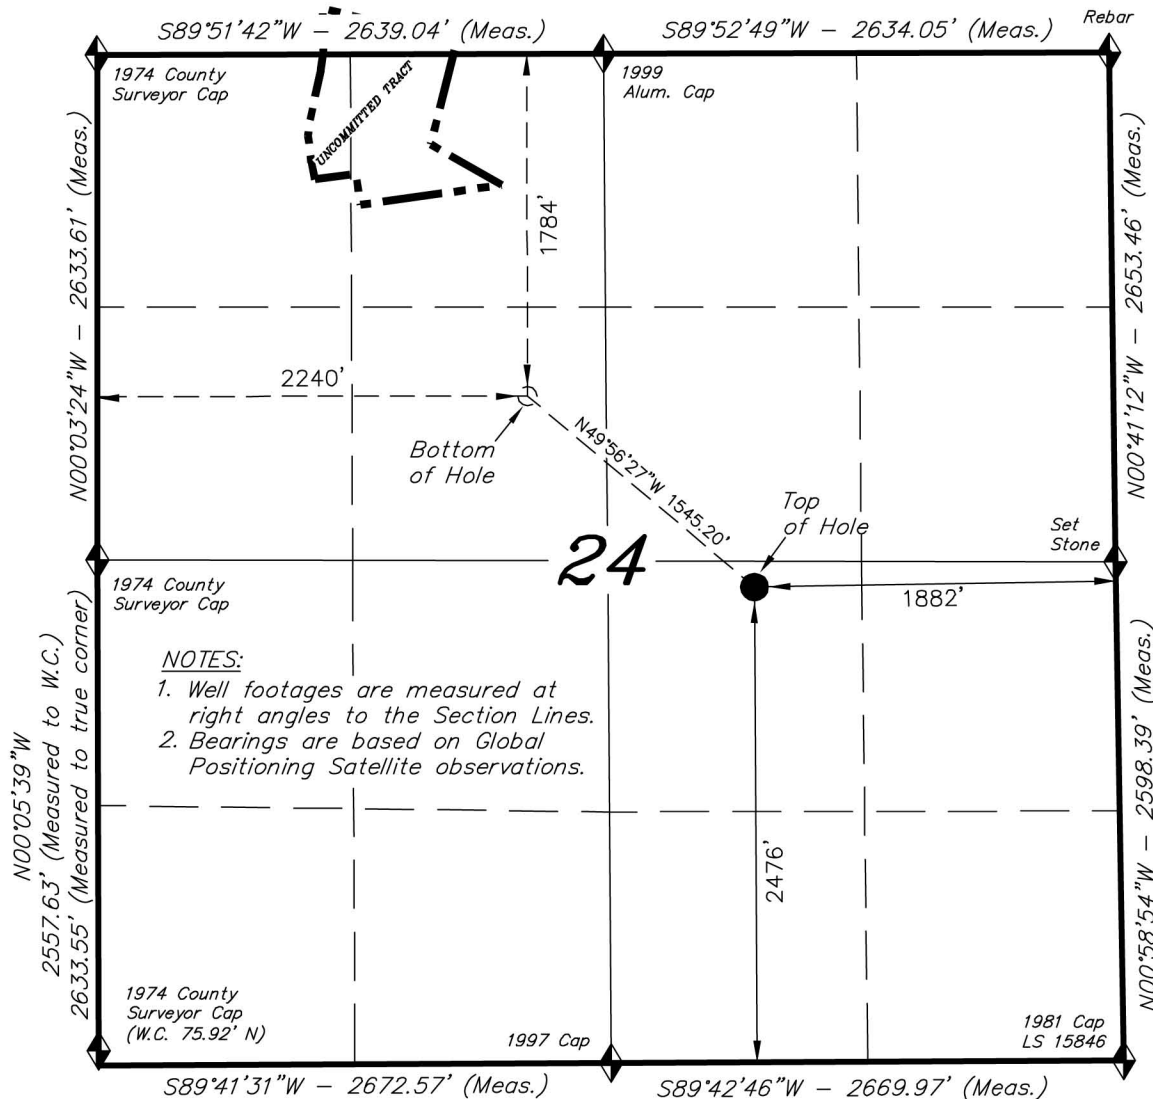 S89°51'42"W – 2639.04' (Meas.)
S89°52'49"W – 2634.05' (Meas.)
Rebar
1974 County
Surveyor Cap
UNCOMMITTED TRACT
1999
Alum. Cap
N00°03'24"W – 2633.61' (Meas.)
1784'
N00°41'12"W – 2653.46' (Meas.)
2240'
Bottom
of Hole
N49°56'27"W 1545.20'
Top
of Hole
Set
Stone
24
1974 County
Surveyor Cap
1882'
NOTES:
1. Well footages are measured at
right angles to the Section Lines.
2. Bearings are based on Global
Positioning Satellite observations.
N00°05'39"W
2557.63' (Measured to W.C.)
2633.55' (Measured to true corner)
2476'
N00°58'54"W – 2598.39' (Meas.)
1974 County
Surveyor Cap
(W.C. 75.92' N)
1997 Cap
1981 Cap
LS 15846
S89°41'31"W – 2672.57' (Meas.)
S89°42'46"W – 2669.97' (Meas.)